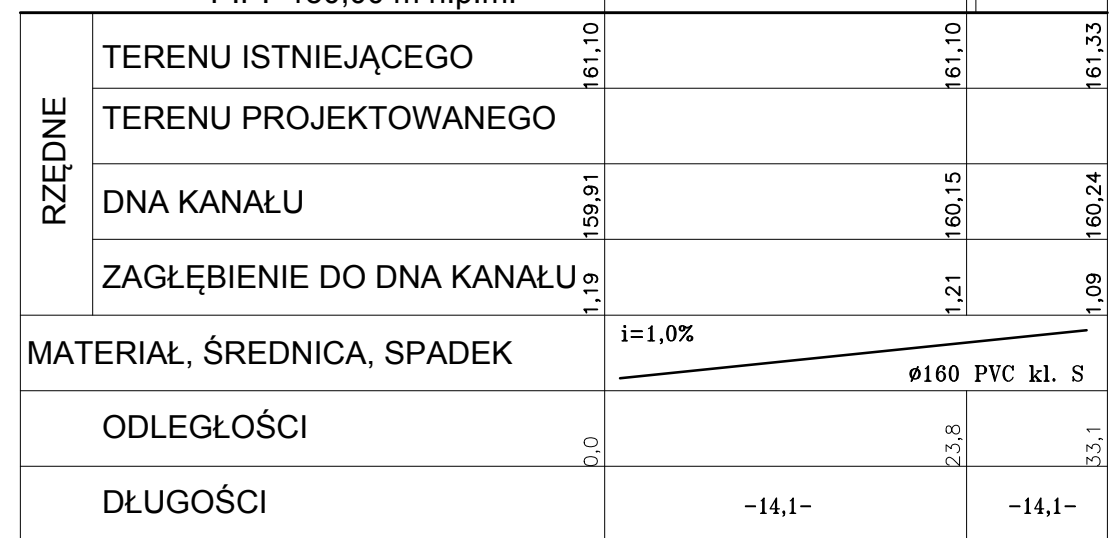 RZĘDNE
TERENU ISTNIEJĄCEGO 161,10 161,10 161,33
TERENU PROJEKTOWANEGO
DNA KANAŁU 159,91 160,15 160,24
ZAGŁĘBIENIE DO DNA KANAŁU 1,19 1,21 1,09
MATERIAŁ, ŚREDNICA, SPADEK i=1,0% ø160 PVC kl. S
ODLEGŁOŚCI 0,0 23,8 33,1
DŁUGOŚCI -14,1- -14,1-